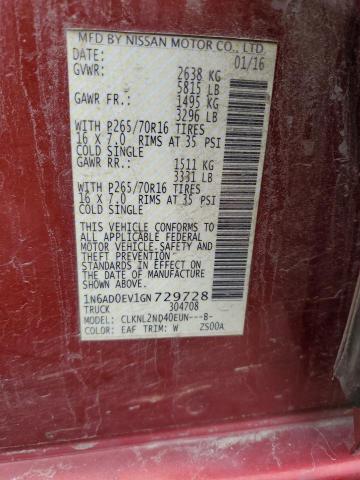 MFD BY NISSAN MOTOR CO., LTD.
DATE: 01/16
GVWR: 2638 KG
5815 LB
GAWR FR.: 1495 KG
3296 LB
WITH P265/70R16 TIRES
16 X 7.0 RIMS AT 35 PSI
COLD SINGLE
GAWR RR.: 1511 KG
3331 LB
WITH P265/70R16 TIRES
16 X 7.0 RIMS AT 35 PSI
COLD SINGLE
THIS VEHICLE CONFORMS TO ALL
APPLICABLE FEDERAL
MOTOR VEHICLE SAFETY AND
THEFT PREVENTION
STANDARDS IN EFFECT ON
THE DATE OF MANUFACTURE
SHOWN ABOVE.
1N6AD0EV1GN729728
TRUCK 304708
MODEL: CLKNL2ND40EUN---8-
COLOR: EAF TRIM: W ZS00A